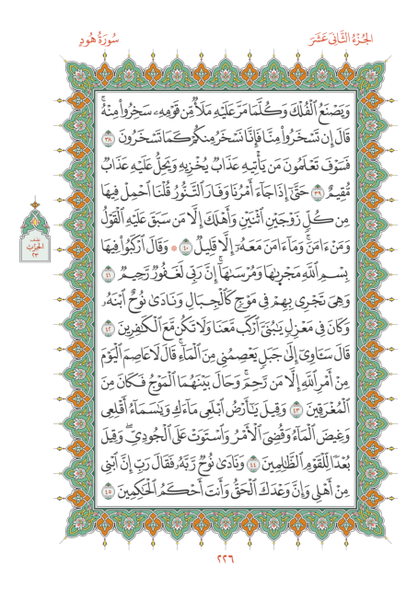 الجُزْءُ الثَّانِي عَشَرَ
سُورَةُ هُودٍ
وَيَصْنَعُ ٱلْفُلْكَ وَكُلَّمَا مَرَّ عَلَيْهِ مَلَأٌ مِّن قَوْمِهِۦ سَخِرُوا۟ مِنْهُ ۚ
قَالَ إِن تَسْخَرُوا۟ مِنَّا فَإِنَّا نَسْخَرُ مِنكُمْ كَمَا تَسْخَرُونَ ٣٨
فَسَوْفَ تَعْلَمُونَ مَن يَأْتِيهِ عَذَابٌ يُخْزِيهِ وَيَحِلُّ عَلَيْهِ عَذَابٌ
مُّقِيمٌ ٣٩ حَتَّىٰٓ إِذَا جَآءَ أَمْرُنَا وَفَارَ ٱلتَّنُّورُ قُلْنَا ٱحْمِلْ فِيهَا
مِن كُلٍّ زَوْجَيْنِ ٱثْنَيْنِ وَأَهْلَكَ إِلَّا مَن سَبَقَ عَلَيْهِ ٱلْقَوْلُ
وَمَنْ ءَامَنَ ۚ وَمَآ ءَامَنَ مَعَهُۥٓ إِلَّا قَلِيلٌ ٤٠ ۞ وَقَالَ ٱرْكَبُوا۟ فِيهَا
بِسْمِ ٱللَّهِ مَجْر۪ىٰهَا وَمُرْسَىٰهَآ ۚ إِنَّ رَبِّى لَغَفُورٌ رَّحِيمٌ ٤١
وَهِىَ تَجْرِى بِهِمْ فِى مَوْجٍ كَٱلْجِبَالِ وَنَادَىٰ نُوحٌ ٱبْنَهُۥ
وَكَانَ فِى مَعْزِلٍ يَٰبُنَىَّ ٱرْكَب مَّعَنَا وَلَا تَكُن مَّعَ ٱلْكَٰفِرِينَ ٤٢
قَالَ سَـَٔاوِىٓ إِلَىٰ جَبَلٍ يَعْصِمُنِى مِنَ ٱلْمَآءِ ۚ قَالَ لَا عَاصِمَ ٱلْيَوْمَ
مِنْ أَمْرِ ٱللَّهِ إِلَّا مَن رَّحِمَ ۚ وَحَالَ بَيْنَهُمَا ٱلْمَوْجُ فَكَانَ مِنَ
ٱلْمُغْرَقِينَ ٤٣ وَقِيلَ يَٰٓأَرْضُ ٱبْلَعِى مَآءَكِ وَيَٰسَمَآءُ أَقْلِعِى
وَغِيضَ ٱلْمَآءُ وَقُضِىَ ٱلْأَمْرُ وَٱسْتَوَتْ عَلَى ٱلْجُودِىِّ ۖ وَقِيلَ
بُعْدًا لِّلْقَوْمِ ٱلظَّٰلِمِينَ ٤٤ وَنَادَىٰ نُوحٌ رَّبَّهُۥ فَقَالَ رَبِّ إِنَّ ٱبْنِى
مِنْ أَهْلِى وَإِنَّ وَعْدَكَ ٱلْحَقُّ وَأَنتَ أَحْكَمُ ٱلْحَٰكِمِينَ ٤٥
الحزب
٢٣
٢٢٦